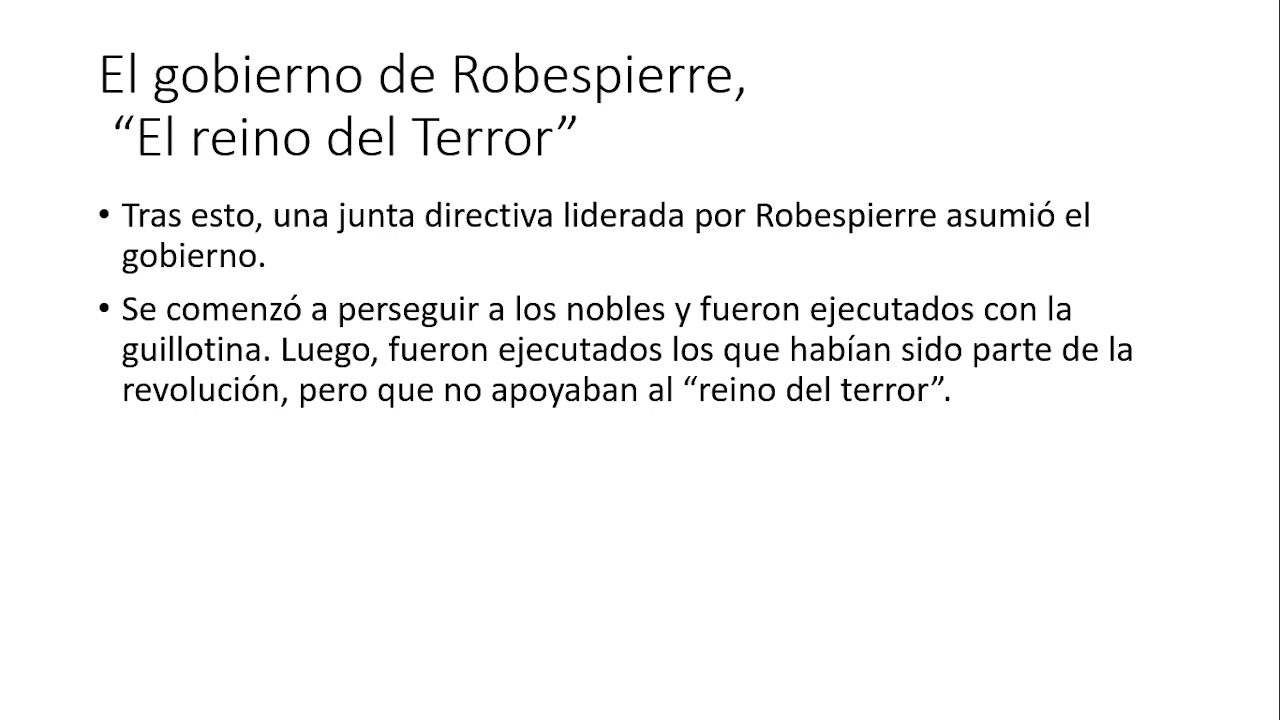 El gobierno de Robespierre,
“El reino del Terror”
• Tras esto, una junta directiva liderada por Robespierre asumió el
gobierno.
• Se comenzó a perseguir a los nobles y fueron ejecutados con la
guillotina. Luego, fueron ejecutados los que habían sido parte de la
revolución, pero que no apoyaban al “reino del terror”.